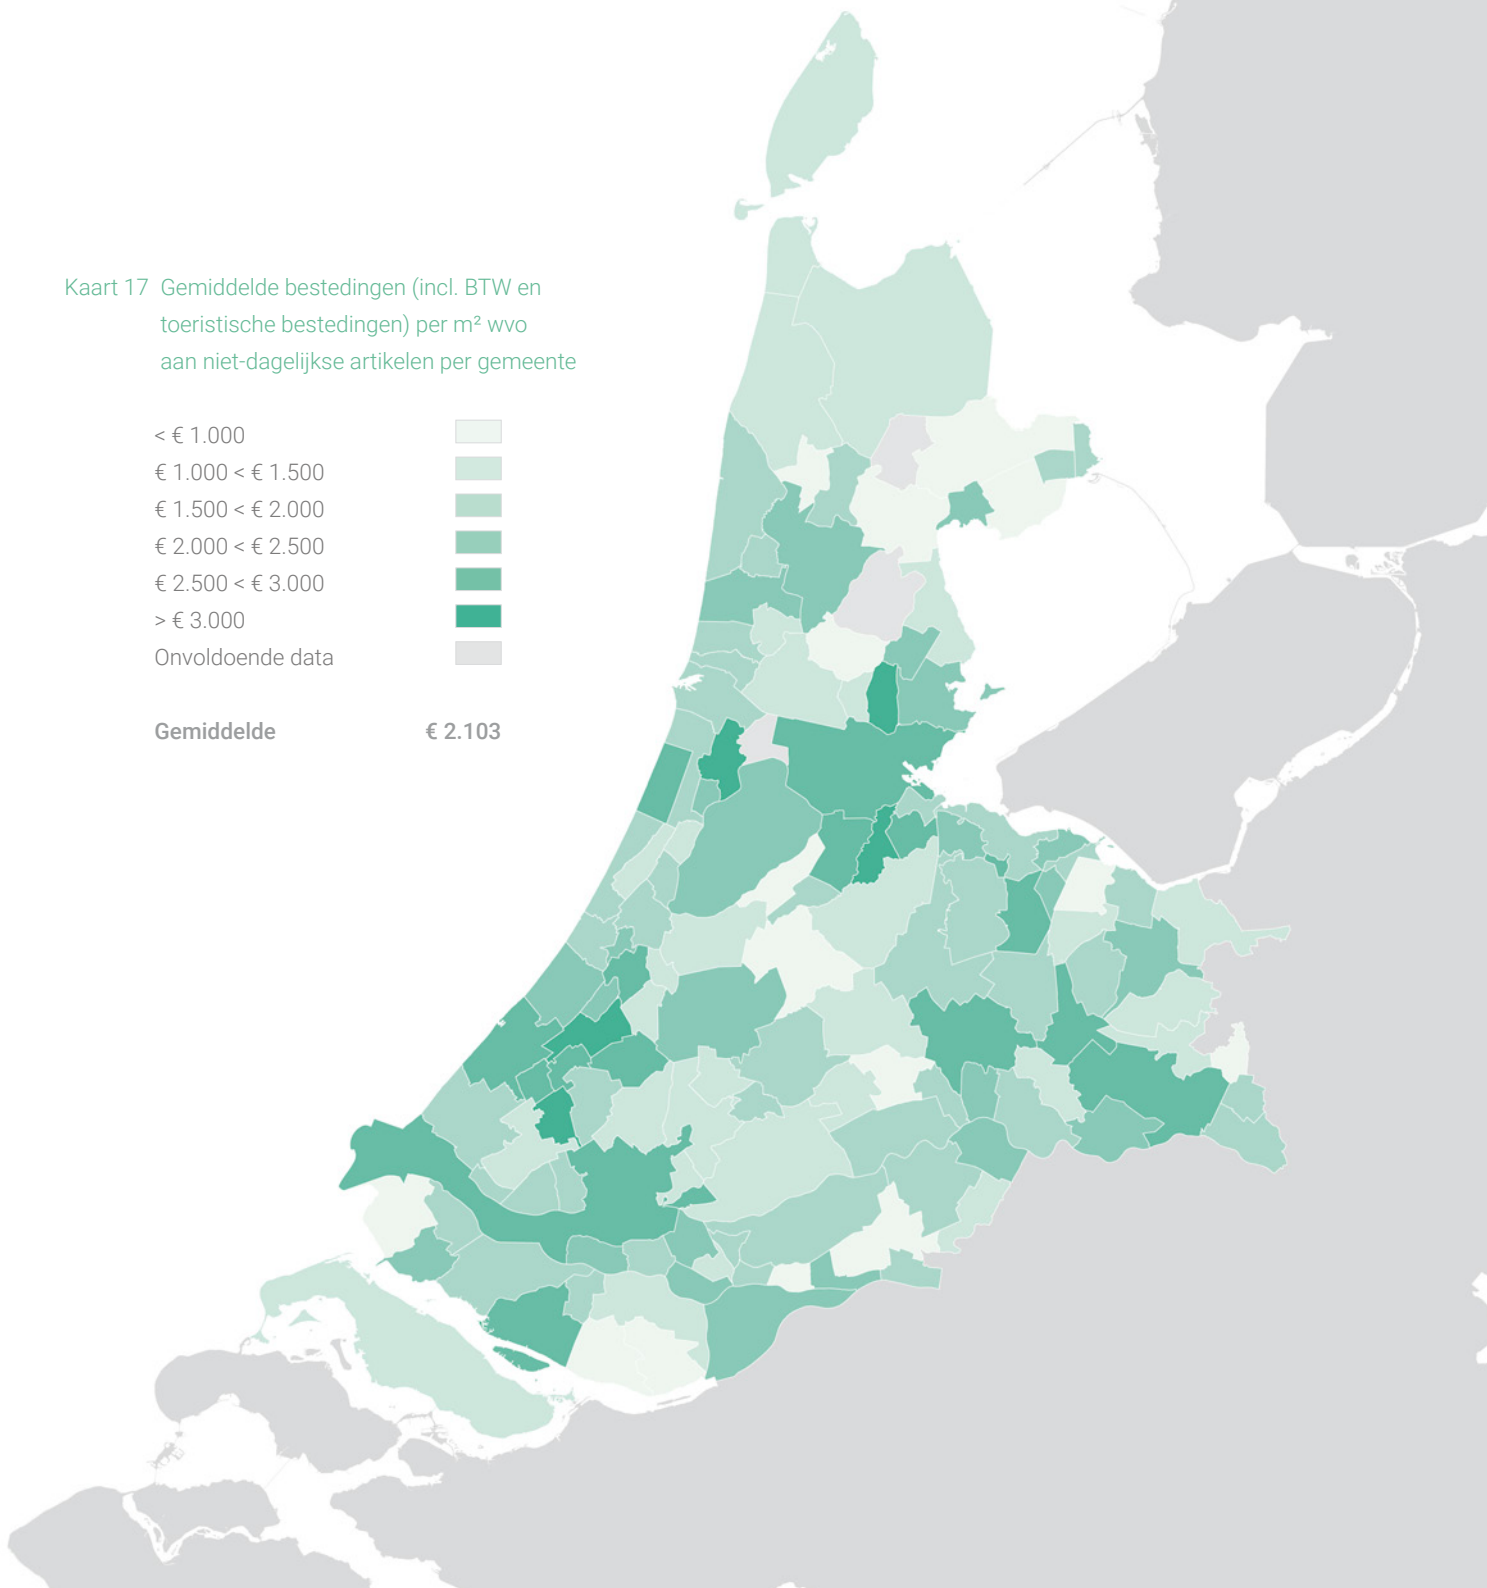 Kaart 17 Gemiddelde bestedingen (incl. BTW en
toeristische bestedingen) per m² wvo
aan niet-dagelijkse artikelen per gemeente
< € 1.000
€ 1.000 < € 1.500
€ 1.500 < € 2.000
€ 2.000 < € 2.500
€ 2.500 < € 3.000
> € 3.000
Onvoldoende data
Gemiddelde € 2.103